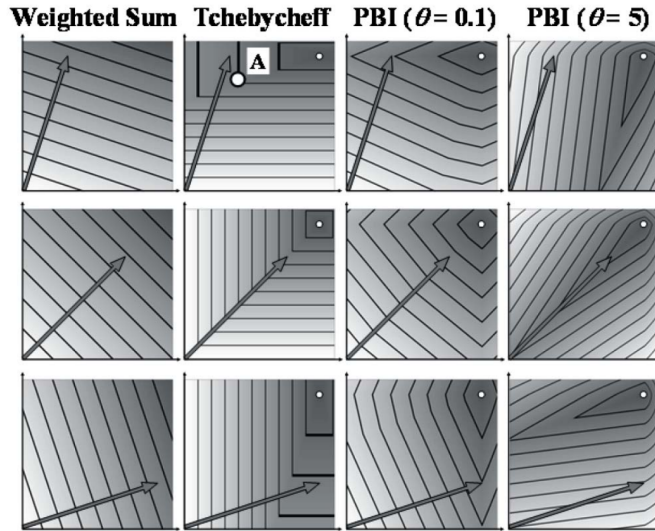 Weighted Sum Tchebycheff PBI (θ = 0.1) PBI (θ = 5)
A